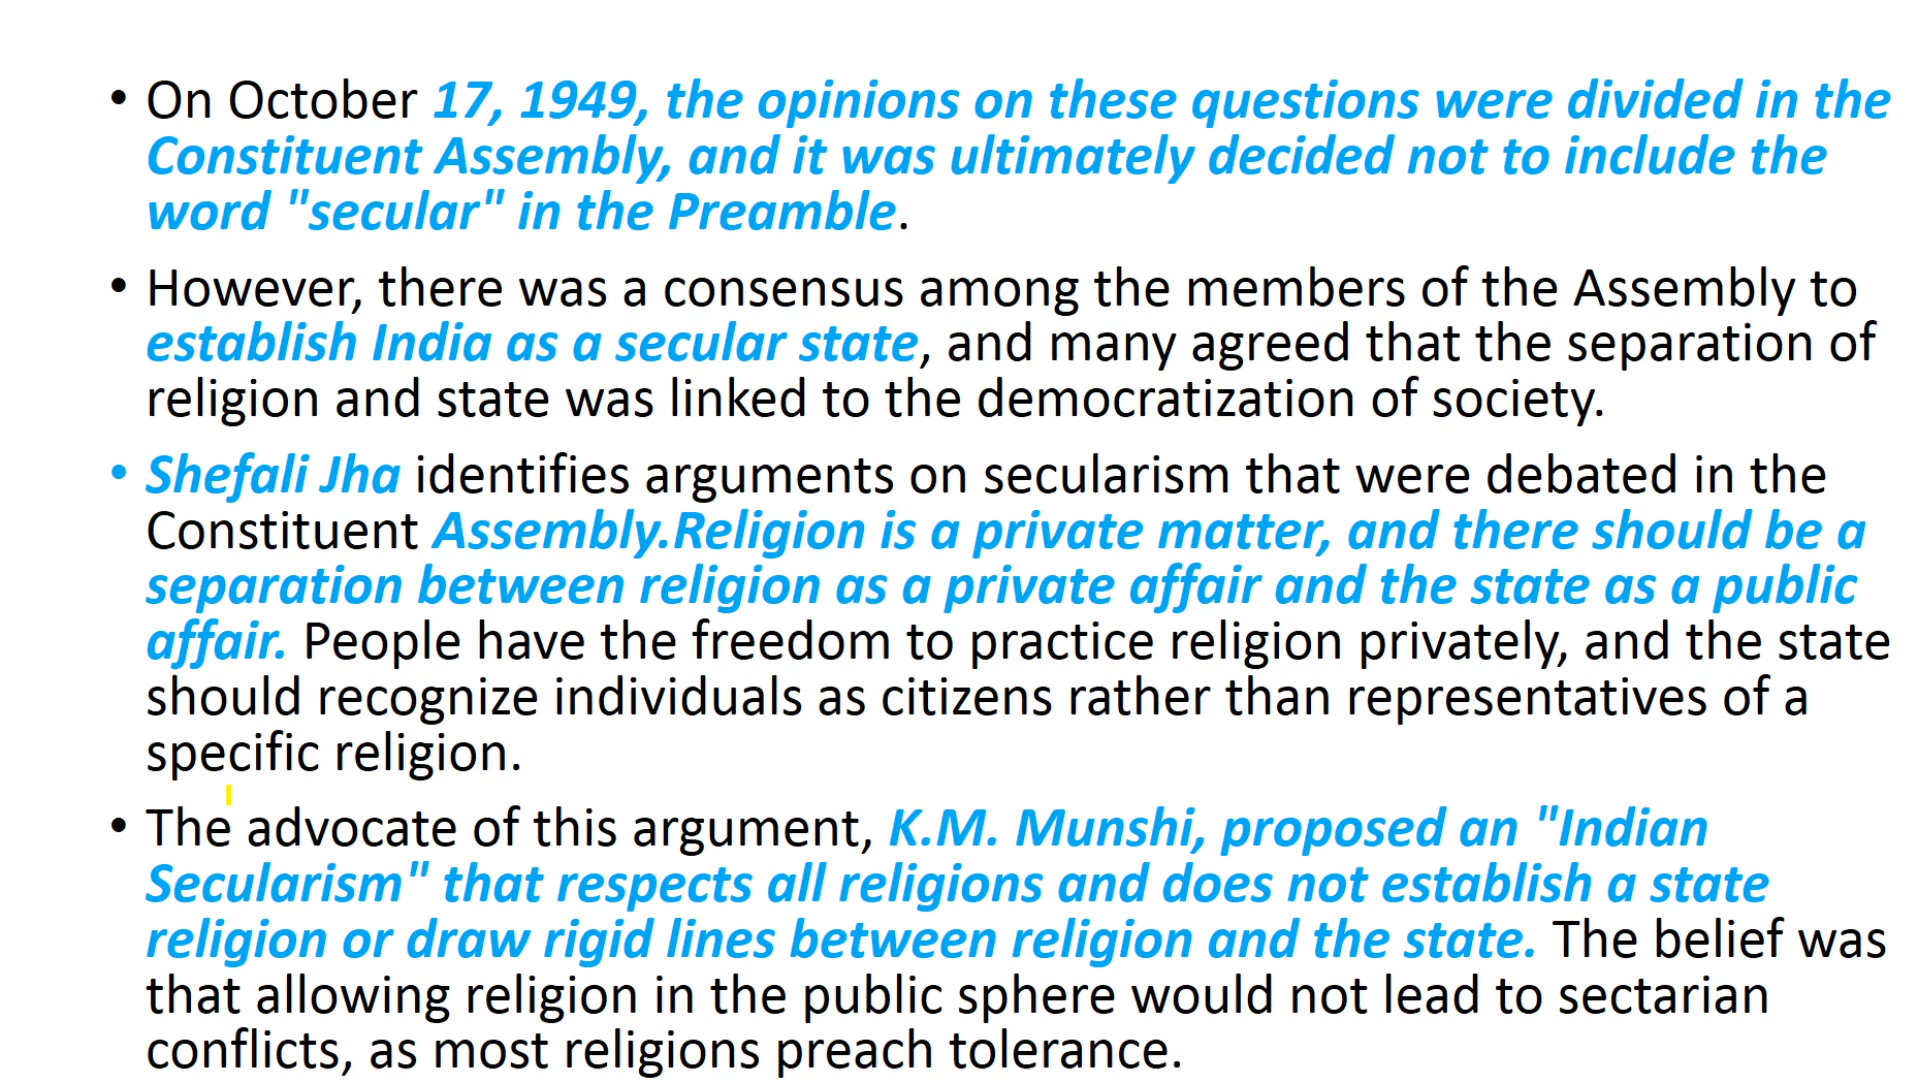 • On October 17, 1949, the opinions on these questions were divided in the
Constituent Assembly, and it was ultimately decided not to include the
word "secular" in the Preamble.
• However, there was a consensus among the members of the Assembly to
establish India as a secular state, and many agreed that the separation of
religion and state was linked to the democratization of society.
• Shefali Jha identifies arguments on secularism that were debated in the
Constituent Assembly.Religion is a private matter, and there should be a
separation between religion as a private affair and the state as a public
affair. People have the freedom to practice religion privately, and the state
should recognize individuals as citizens rather than representatives of a
specific religion.
• The advocate of this argument, K.M. Munshi, proposed an "Indian
Secularism" that respects all religions and does not establish a state
religion or draw rigid lines between religion and the state. The belief was
that allowing religion in the public sphere would not lead to sectarian
conflicts, as most religions preach tolerance.